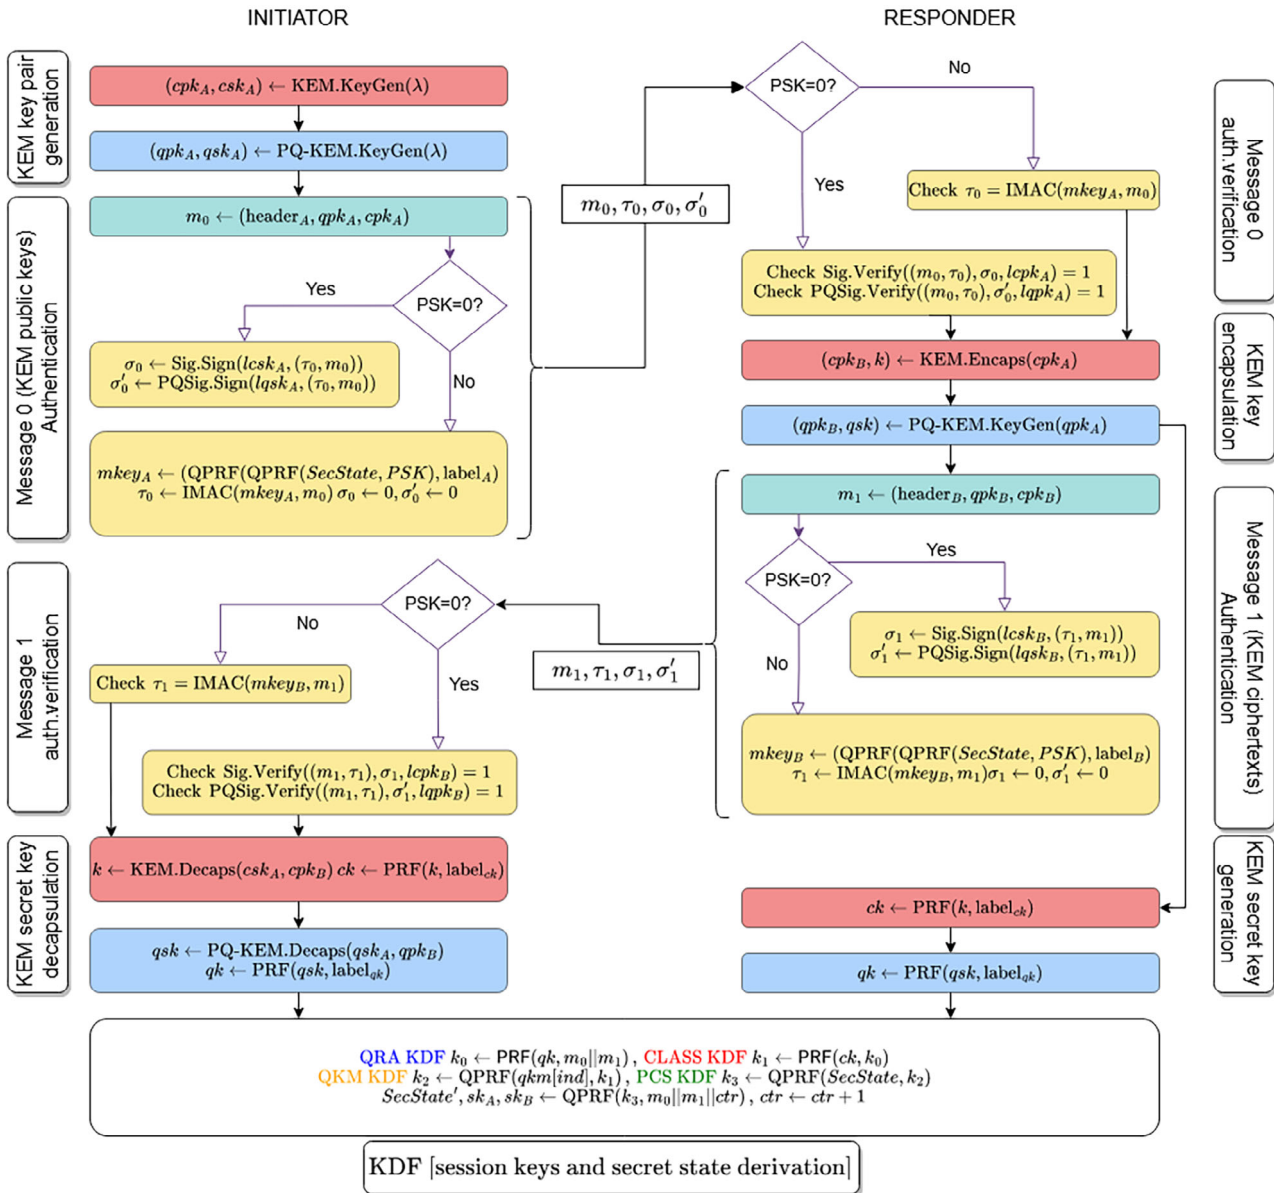 INITIATOR
RESPONDER
KEM key pair
generation
(cpk_A, csk_A) ← KEM.KeyGen(λ)
(qpk_A, qsk_A) ← PQ-KEM.KeyGen(λ)
Message 0 (KEM public keys)
Authentication
m_0 ← (header_A, qpk_A, cpk_A)
PSK=0?
Yes
σ_0 ← Sig.Sign(lcsk_A, (τ_0, m_0))
σ′_0 ← PQSig.Sign(lqsk_A, (τ_0, m_0))
No
mkey_A ← (QPRF(QPRF(SecState, PSK), label_A)
τ_0 ← IMAC(mkey_A, m_0) σ_0 ← 0, σ′_0 ← 0
m_0, τ_0, σ_0, σ′_0
PSK=0?
No
Yes
Check τ_0 = IMAC(mkey_A, m_0)
Check Sig.Verify((m_0, τ_0), σ_0, lcpk_A) = 1
Check PQSig.Verify((m_0, τ_0), σ′_0, lqpk_A) = 1
Message 0
auth.verification
(cpk_B, k) ← KEM.Encaps(cpk_A)
(qpk_B, qsk) ← PQ-KEM.KeyGen(qpk_A)
KEM key
encapsulation
m_1 ← (header_B, qpk_B, cpk_B)
PSK=0?
Yes
σ_1 ← Sig.Sign(lcsk_B, (τ_1, m_1))
σ′_1 ← PQSig.Sign(lqsk_B, (τ_1, m_1))
No
mkey_B ← (QPRF(QPRF(SecState, PSK), label_B)
τ_1 ← IMAC(mkey_B, m_1)σ_1 ← 0, σ′_1 ← 0
Message 1 (KEM ciphertexts)
Authentication
m_1, τ_1, σ_1, σ′_1
Message 1
auth.verification
PSK=0?
No
Yes
Check τ_1 = IMAC(mkey_B, m_1)
Check Sig.Verify((m_1, τ_1), σ_1, lcpk_B) = 1
Check PQSig.Verify((m_1, τ_1), σ′_1, lqpk_B) = 1
KEM secret key
decapsulation
k ← KEM.Decaps(csk_A, cpk_B) ck ← PRF(k, label_ck)
qsk ← PQ-KEM.Decaps(qsk_A, qpk_B)
qk ← PRF(qsk, label_qk)
ck ← PRF(k, label_ck)
qk ← PRF(qsk, label_qk)
KEM secret key
generation
QRA KDF k_0 ← PRF(qk, m_0||m_1) , CLASS KDF k_1 ← PRF(ck, k_0)
QKM KDF k_2 ← QPRF(qkm[ind], k_1) , PCS KDF k_3 ← QPRF(SecState, k_2)
SecState′, sk_A, sk_B ← QPRF(k_3, m_0||m_1||ctr) , ctr ← ctr + 1
KDF [session keys and secret state derivation]